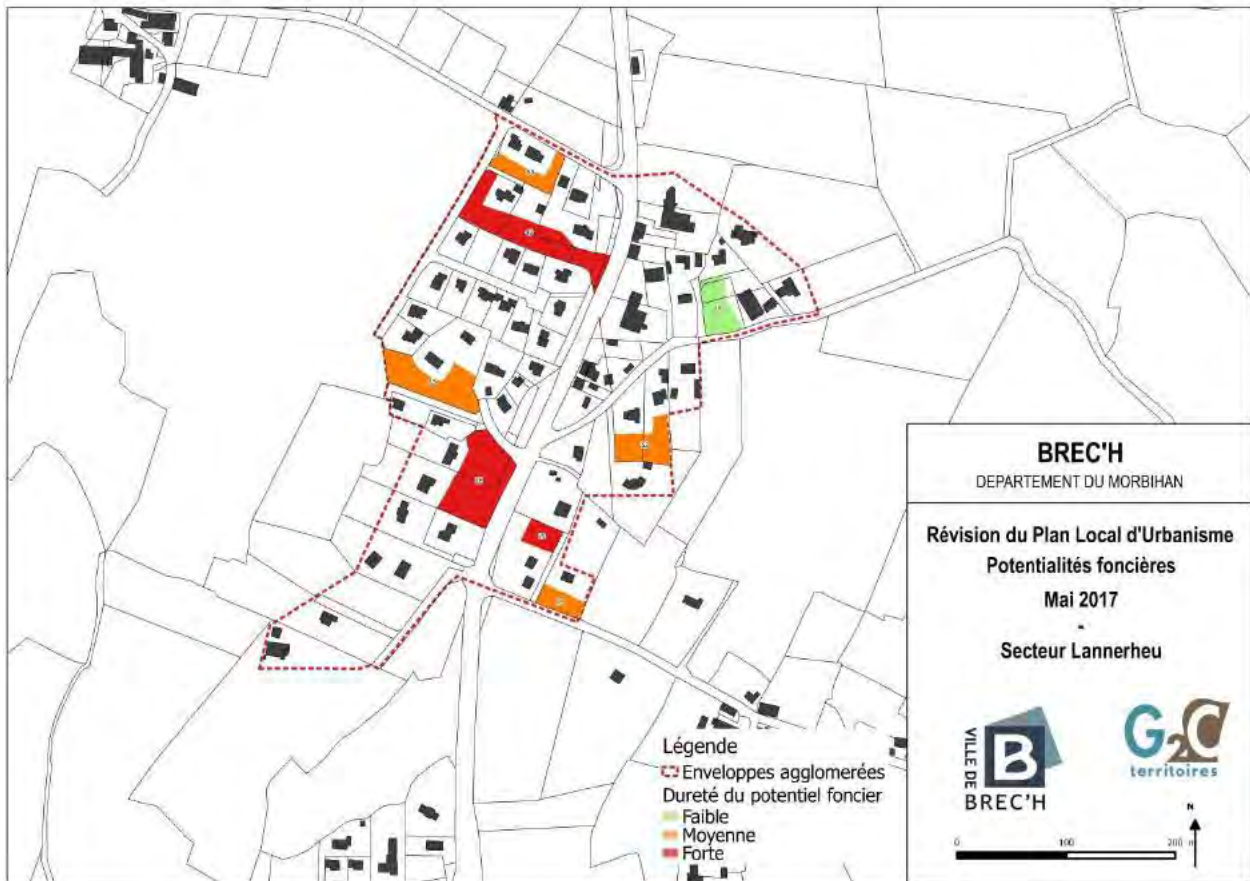 BREC'H
DEPARTEMENT DU MORBIHAN
Révision du Plan Local d'Urbanisme
Potentialités foncières
Mai 2017
-
Secteur Lannerheu
VILLE DE
B
BREC'H
G2C
territoires
N
0 100 200
m
Légende
Enveloppes agglomerées
Dureté du potentiel foncier
Faible
Moyenne
Forte